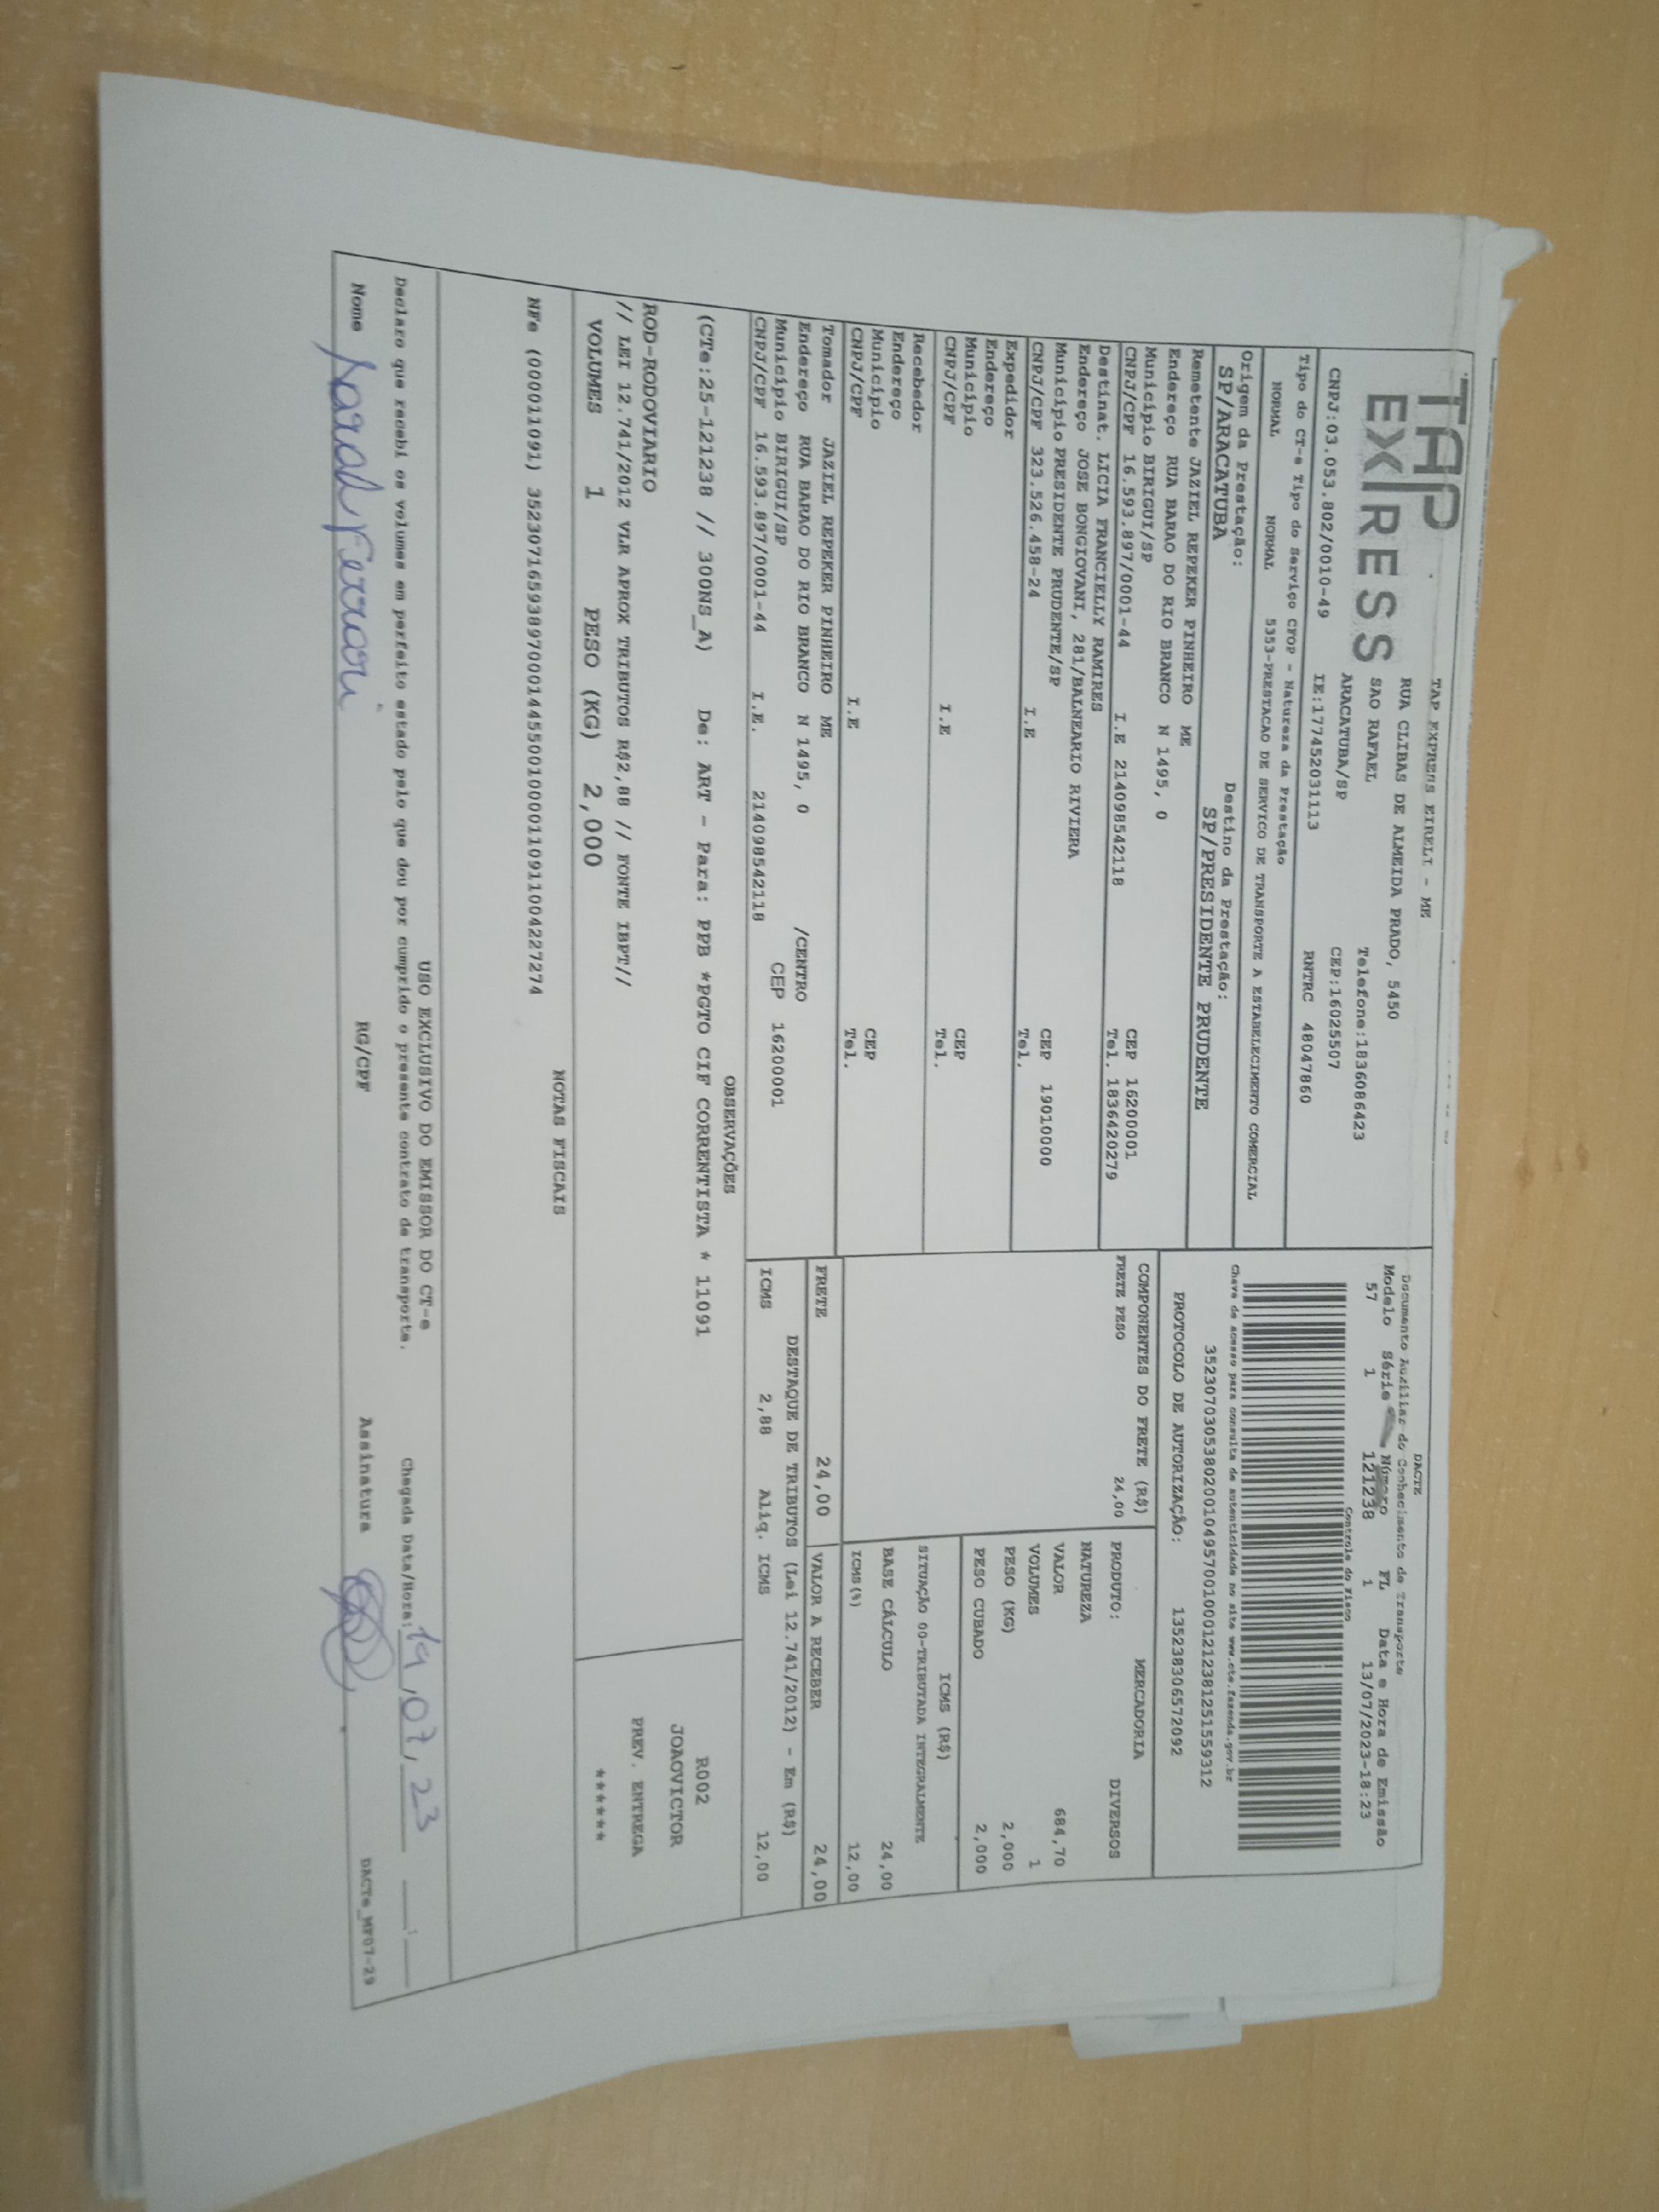 TAP
EXPRESS
TAP EXPRESS EIRELI - ME
RUA CLIBAS DE ALMEIDA PRADO, 5450
SAO RAFAEL Telefone:1836086423
ARACATUBA/SP CEP:16025507
CNPJ:03.053.802/0010-49 IE:177452031113 RNTRC 48047860
DACTE
Documento Auxiliar do Conhecimento de Transporte
Modelo Série Número FL Data e Hora de Emissão
57 1 121238 1 13/07/2023-18:23
Controle do Fisco
Chave de acesso para consulta de autenticidade no site www.cte.fazenda.gov.br
35230703053802001049570010001212381251559312
PROTOCOLO DE AUTORIZAÇÃO: 135238306572092
Tipo do CT-e Tipo do Serviço CFOP - Natureza da Prestação
NORMAL NORMAL 5353-PRESTACAO DE SERVICO DE TRANSPORTE A ESTABELECIMENTO COMERCIAL
Origem da Prestação: Destino da Prestação:
SP/ARACATUBA SP/PRESIDENTE PRUDENTE
Remetente JAZIEL REPEKER PINHEIRO ME
Endereço RUA BARAO DO RIO BRANCO N 1495, 0
Município BIRIGUI/SP CEP 16200001
CNPJ/CPF 16.593.897/0001-44 I.E 214098542118 Tel. 1836420279
Destinat. LICIA FRANCIELLY RAMIRES
Endereço JOSE BONGIOVANI, 281/BALNEARIO RIVIERA
Município PRESIDENTE PRUDENTE/SP CEP 19010000
CNPJ/CPF 323.526.458-24 I.E Tel.
Expedidor
Endereço
Município CEP
CNPJ/CPF I.E Tel.
Recebedor
Endereço
Município CEP
CNPJ/CPF I.E Tel.
Tomador JAZIEL REPEKER PINHEIRO ME
Endereço RUA BARAO DO RIO BRANCO N 1495, 0 /CENTRO
Município BIRIGUI/SP CEP 16200001
CNPJ/CPF 16.593.897/0001-44 I.E. 214098542118
COMPONENTES DO FRETE (R$)
FRETE PESO 24,00
MERCADORIA
PRODUTO: DIVERSOS
NATUREZA
VALOR 684,70
VOLUMES 1
PESO (KG) 2,000
PESO CUBADO 2,000
ICMS (R$)
SITUAÇÃO 00-TRIBUTADA INTEGRALMENTE
BASE CÁLCULO 24,00
ICMS(%) 12,00
FRETE 24,00 VALOR A RECEBER 24,00
DESTAQUE DE TRIBUTOS (Lei 12.741/2012) - Em (R$)
ICMS 2,88 Aliq. ICMS 12,00
OBSERVAÇÕES
(CTe:25-121238 // 300NS_A) De: ART - Para: PPB *PGTO CIF CORRENTISTA * 11091
ROD-RODOVIARIO
// LEI 12.741/2012 VLR APROX TRIBUTOS R$2,88 // FONTE IBPT//
VOLUMES 1 PESO (KG) 2,000
R002
JOAOVICTOR
PREV. ENTREGA
******
NOTAS FISCAIS
NFe (000011091) 35230716593897000144550010000110911004227274
USO EXCLUSIVO DO EMISSOR DO CT-e
Declaro que recebi os volumes em perfeito estado pelo que dou por cumprido o presente contrato de transporte. Chegada Data/Hora: 19,07,23
Nome RG/CPF Assinatura DACTe_MF07-29